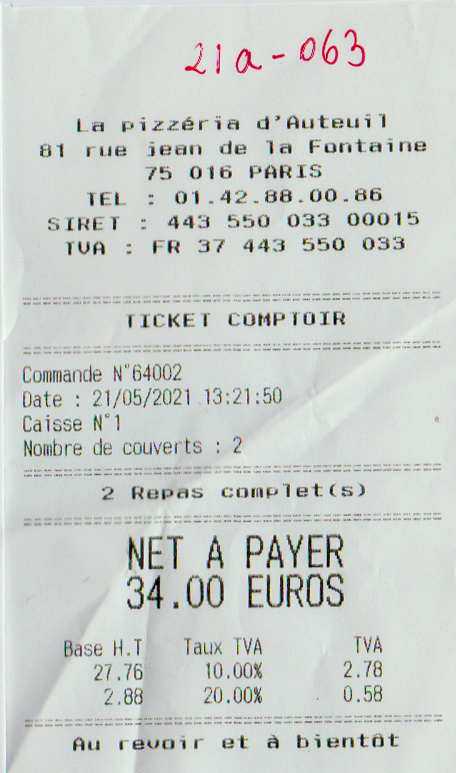 21a-063
La pizzéria d'Auteuil
81 rue jean de la Fontaine
75 016 PARIS
TEL : 01.42.88.00.86
SIRET : 443 550 033 00015
TVA : FR 37 443 550 033
TICKET COMPTOIR
Commande N°64002
Date : 21/05/2021 13:21:50
Caisse N°1
Nombre de couverts : 2
2 Repas complet(s)
NET A PAYER
34.00 EUROS
Base H.T Taux TVA TVA
27.76 10.00% 2.78
2.88 20.00% 0.58
Au revoir et à bientôt